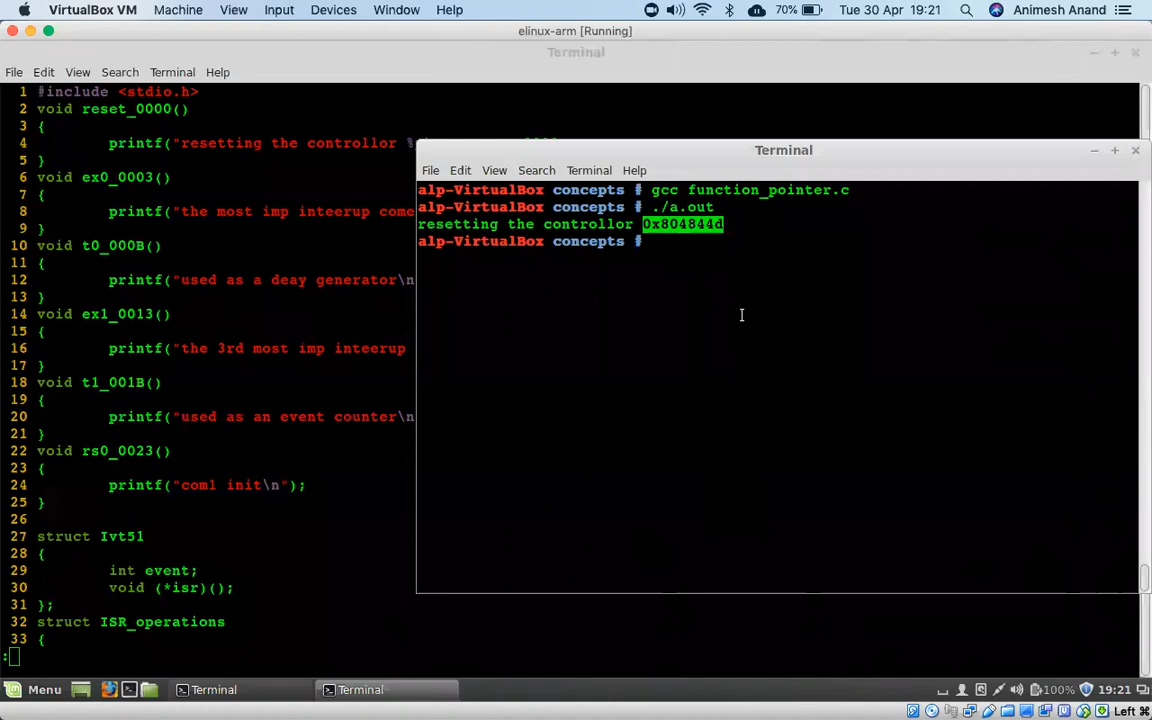 VirtualBox VM Machine View Input Devices Window Help 70% Tue 30 Apr 19:21 Animesh Anand
elinux-arm [Running]
Terminal
File Edit View Search Terminal Help
1 #include <stdio.h>
2 void reset_0000()
3 {
4 printf("resetting the controllor %
5 }
6 void ex0_0003()
7 {
8 printf("the most imp inteerup come
9 }
10 void t0_000B()
11 {
12 printf("used as a deay generator\n
13 }
14 void ex1_0013()
15 {
16 printf("the 3rd most imp inteerup
17 }
18 void t1_001B()
19 {
20 printf("used as an event counter\n
21 }
22 void rs0_0023()
23 {
24 printf("com1 init\n");
25 }
26
27 struct Ivt51
28 {
29 int event;
30 void (*isr)();
31 };
32 struct ISR_operations
33 {
:
Terminal
File Edit View Search Terminal Help
alp-VirtualBox concepts # gcc function_pointer.c
alp-VirtualBox concepts # ./a.out
resetting the controllor 0x804844d
alp-VirtualBox concepts #
Menu Terminal Terminal 100% 19:21
Left ⌘